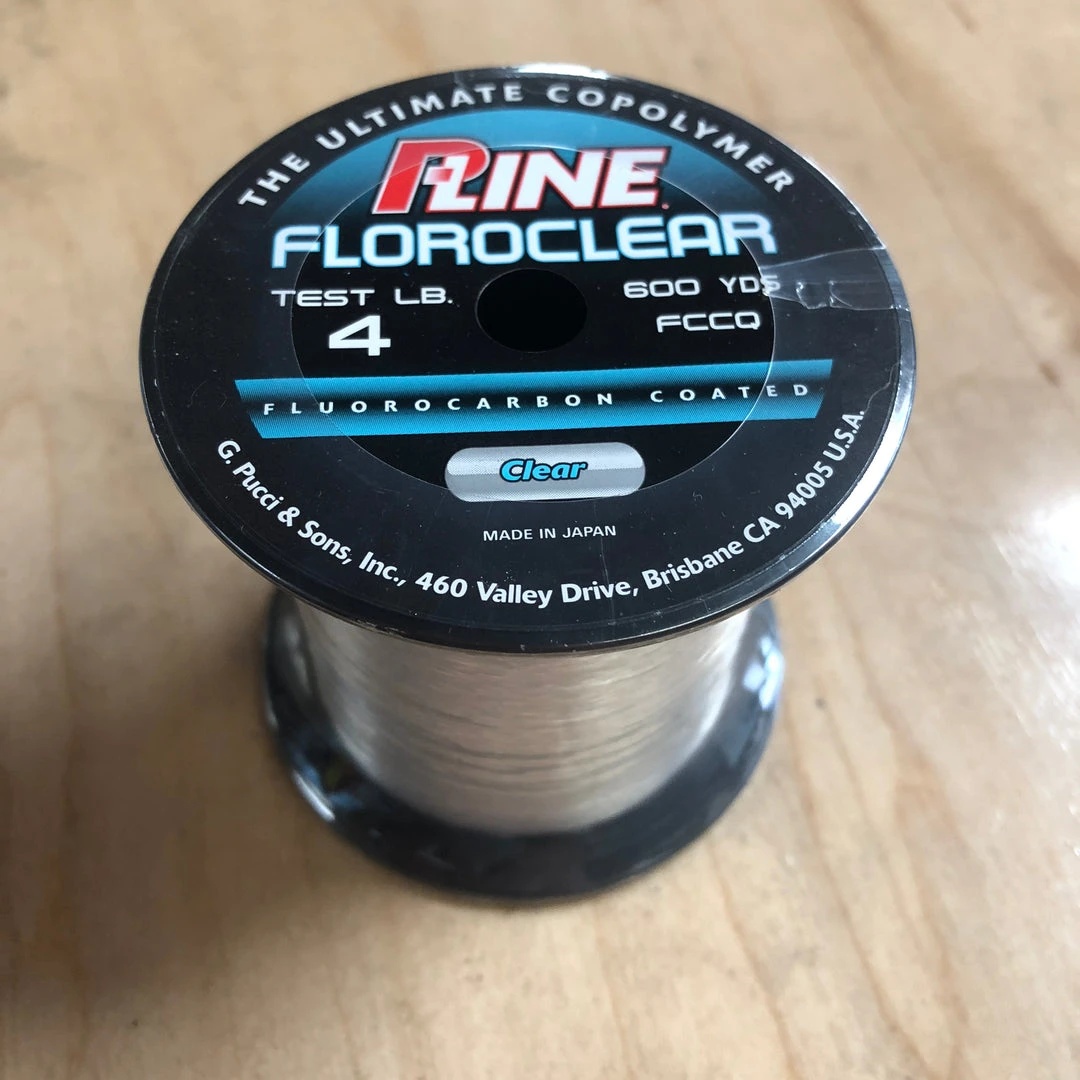 THE ULTIMATE COPOLYMER
P-LINE
FLOROCLEAR
TEST LB. 600 YDS
4 FCCQ
FLUOROCARBON COATED
Clear
MADE IN JAPAN
G. Pucci & Sons, Inc., 460 Valley Drive, Brisbane CA 94005 U.S.A.